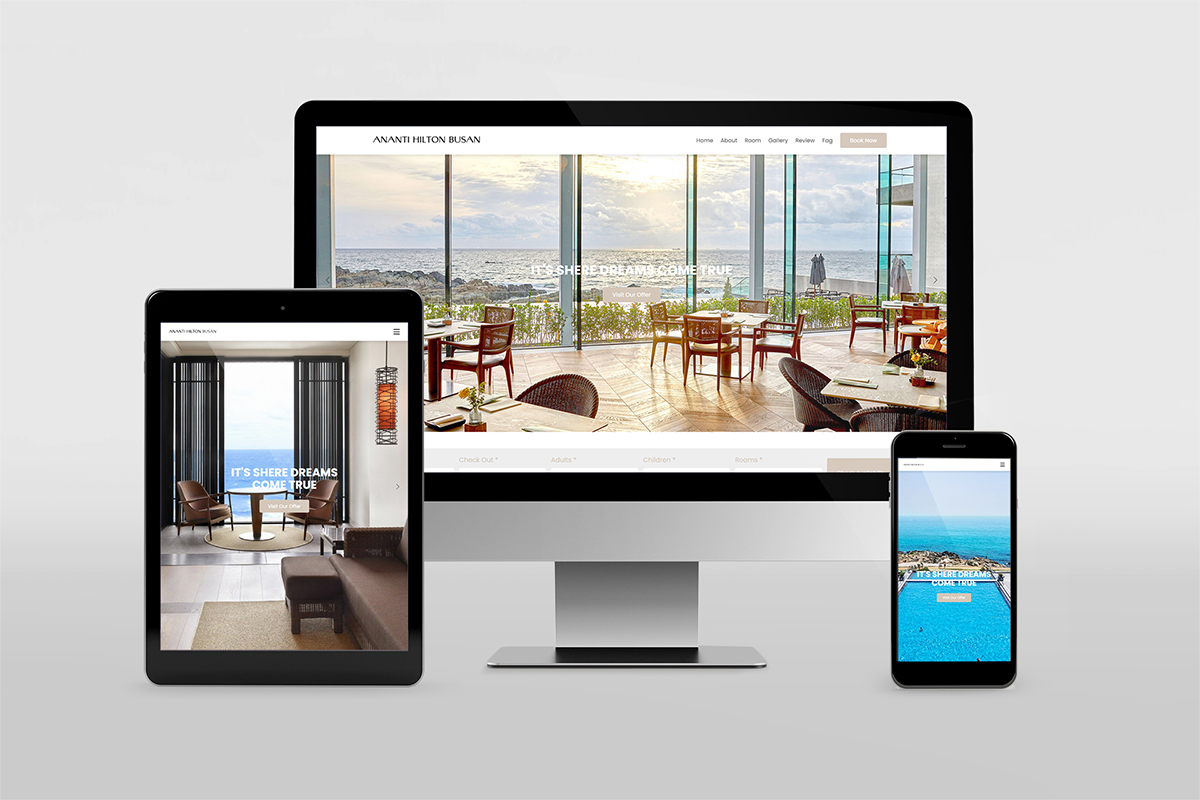 ANANTI HILTON BUSAN
Home About Room Gallery Review Fag Book Now
IT'S SHERE DREAMS COME TRUE
Visit Our Offer
Check Out * Adults * Children * Rooms *
ANANTI HILTON BUSAN
IT'S SHERE DREAMS
COME TRUE
Visit Our Offer
IT'S SHERE DREAMS
COME TRUE
Visit Our Offer